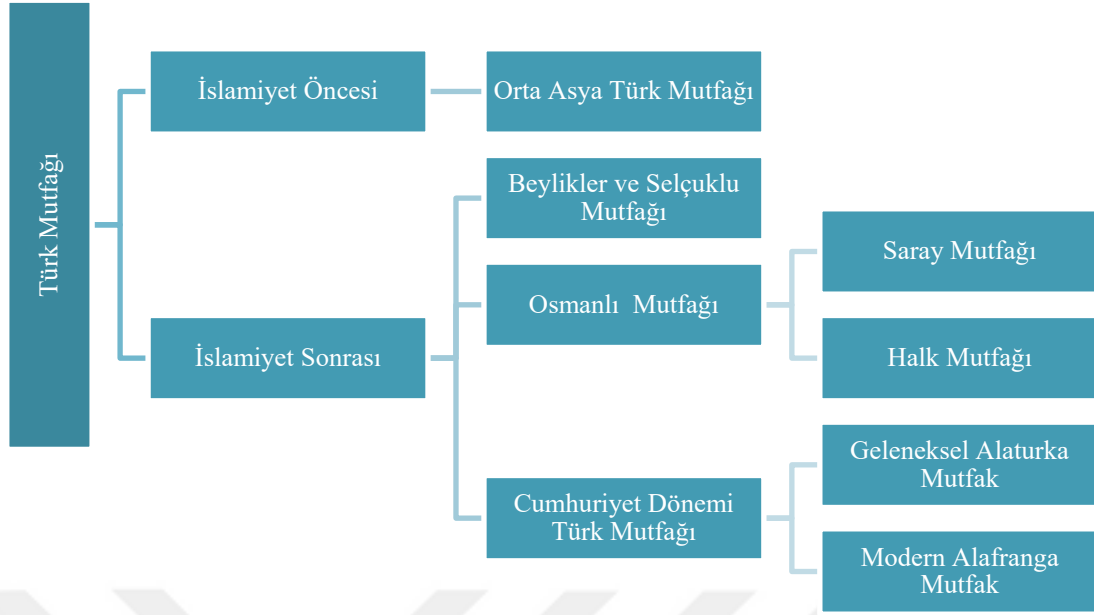 Türk Mutfağı
İslamiyet Öncesi
Orta Asya Türk Mutfağı
İslamiyet Sonrası
Beylikler ve Selçuklu
Mutfağı
Osmanlı Mutfağı
Saray Mutfağı
Halk Mutfağı
Cumhuriyet Dönemi
Türk Mutfağı
Geleneksel Alaturka
Mutfak
Modern Alafranga
Mutfak